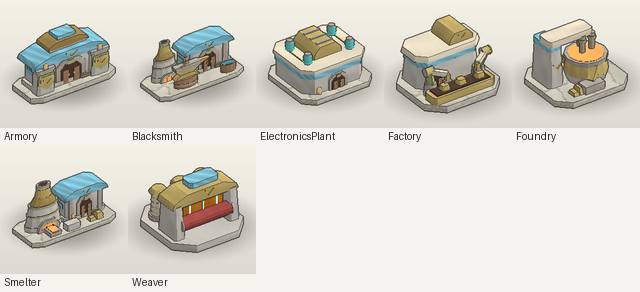 Armory
Blacksmith
ElectronicsPlant
Factory
Foundry
Smelter
Weaver